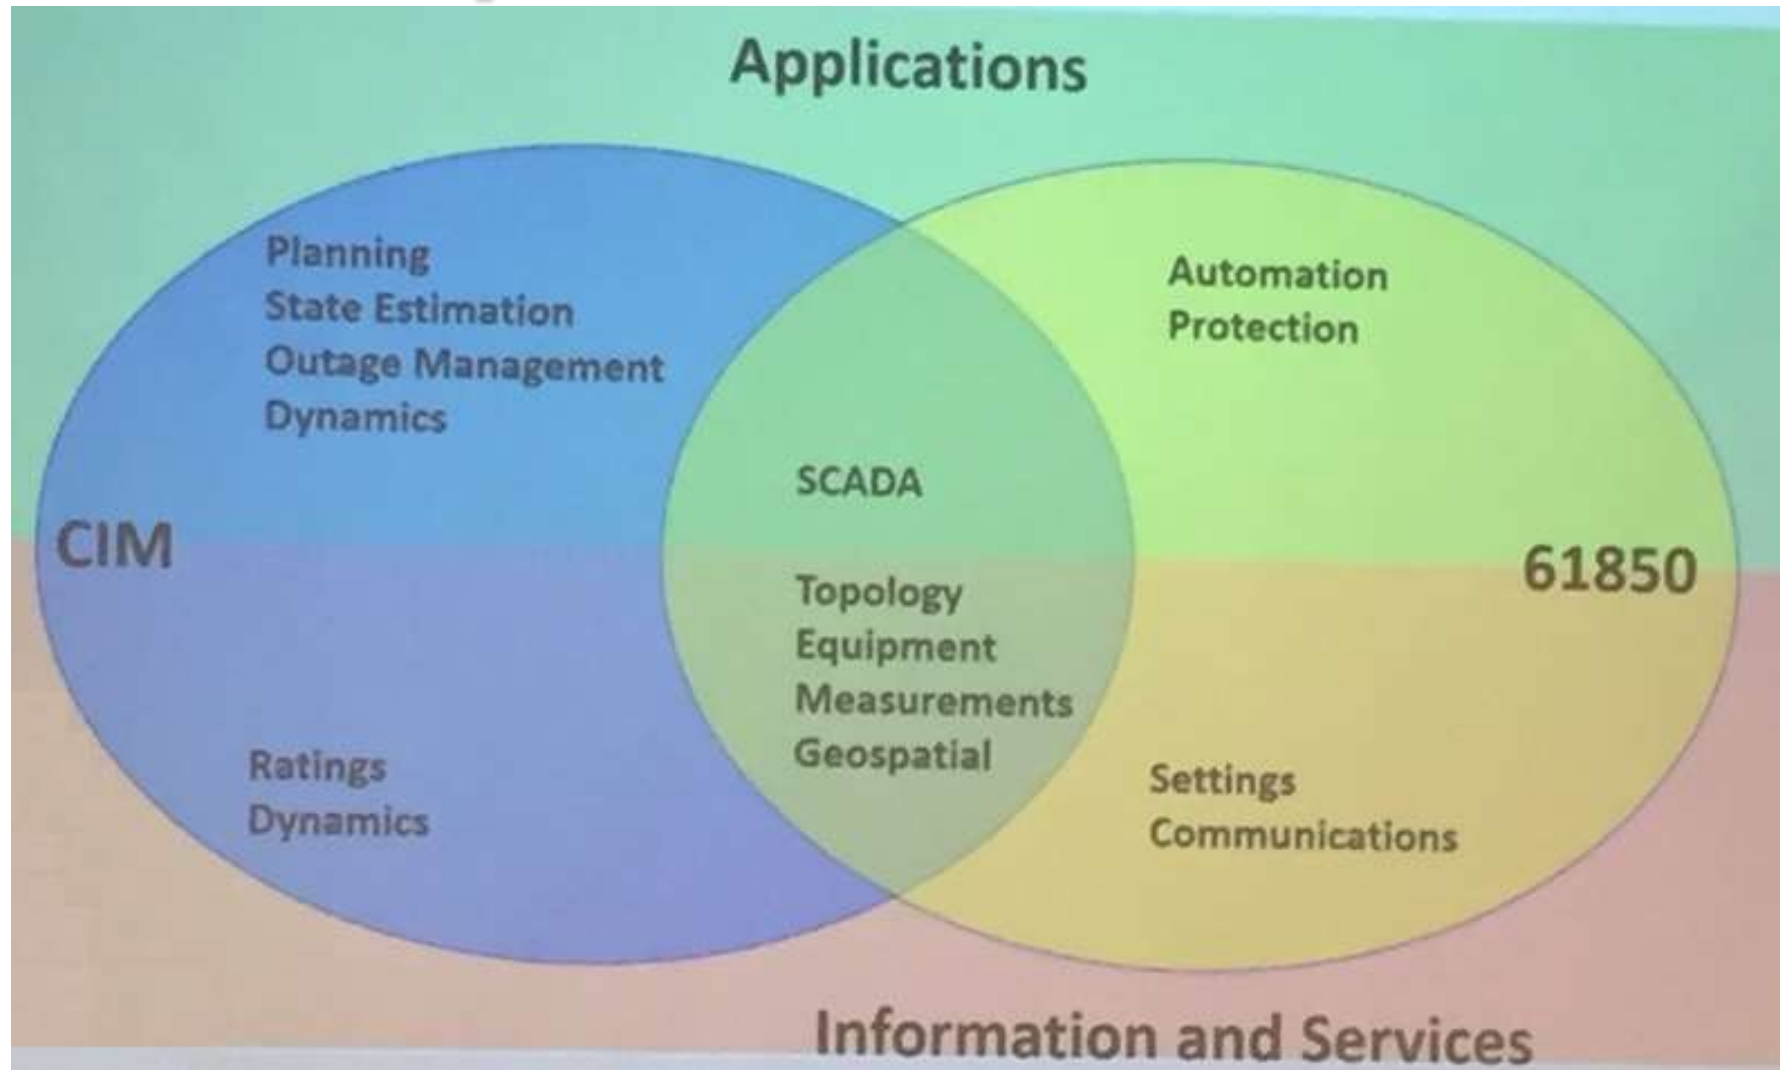 Applications
Planning
State Estimation
Outage Management
Dynamics
Automation
Protection
SCADA
CIM
61850
Topology
Equipment
Measurements
Geospatial
Ratings
Dynamics
Settings
Communications
Information and Services